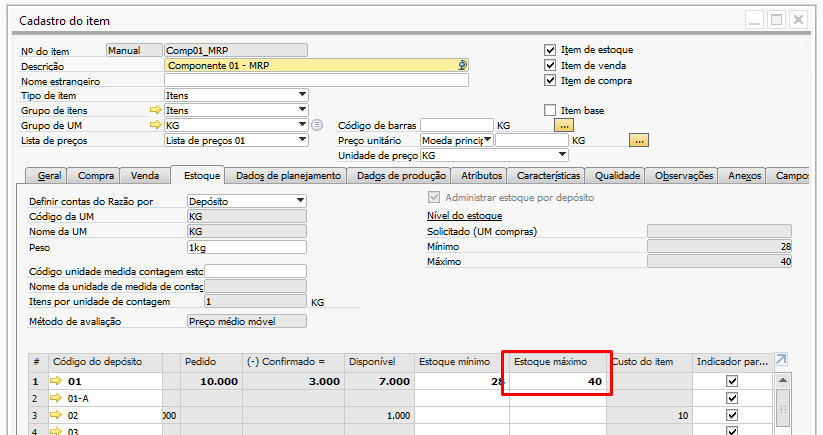 Cadastro do item
Nº do item Manual Comp01_MRP
Descrição Componente 01 - MRP
Nome estrangeiro
Tipo de item Itens
Grupo de itens Itens
Grupo de UM KG
Lista de preços Lista de preços 01
Item de estoque
Item de venda
Item de compra
Item base
Código de barras KG ...
Preço unitário Moeda princip KG ...
Unidade de preço KG
Geral Compra Venda Estoque Dados de planejamento Dados de produção Atributos Características Qualidade Observações Anexos Campos
Definir contas do Razão por Depósito
Código da UM KG
Nome da UM KG
Peso 1kg
Código unidade medida contagem esto
Nome da unidade de medida de contag
Itens por unidade de contagem 1 KG
Método de avaliação Preço médio móvel
Administrar estoque por depósito
Nível do estoque
Solicitado (UM compras)
Mínimo 28
Máximo 40
# Código do depósito Pedido (-) Confirmado = Disponível Estoque mínimo Estoque máximo Custo do item Indicador par...
1 01 10.000 3.000 7.000 28 40
2 01-A
3 02 000 1.000 10
4 03